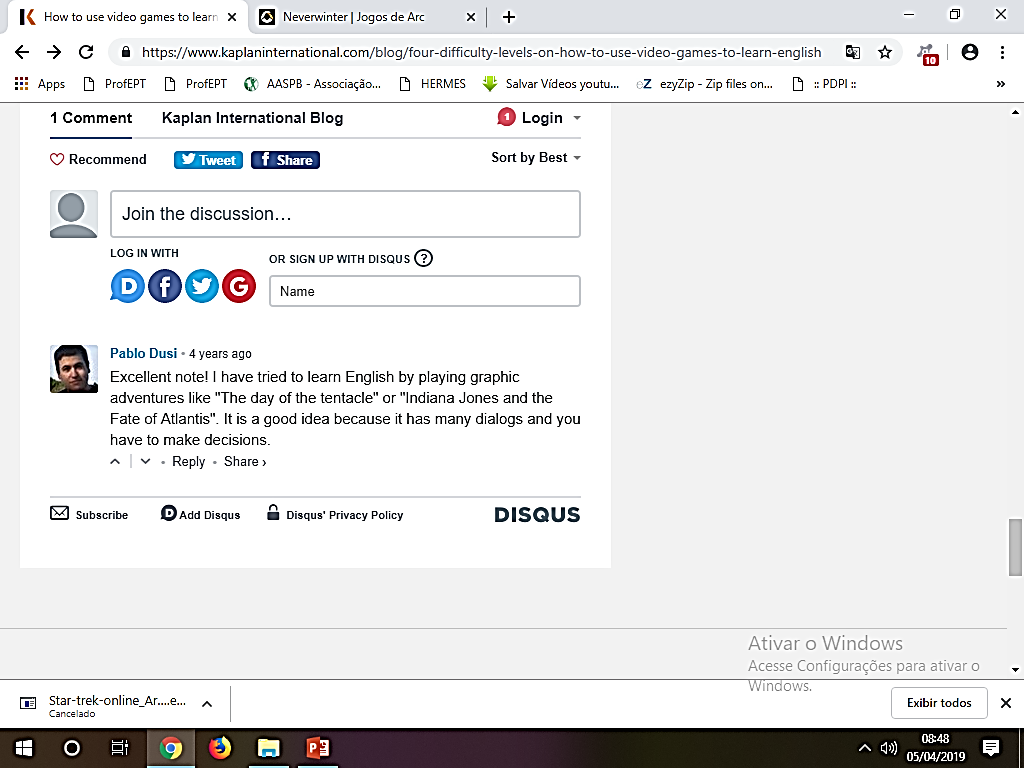 How to use video games to learn
Neverwinter | Jogos de Arc
https://www.kaplaninternational.com/blog/four-difficulty-levels-on-how-to-use-video-games-to-learn-english
10
Apps ProfEPT ProfEPT AASPB - Associação... HERMES Salvar Vídeos youtu... eZ ezyZip - Zip files on... :: PDPI :: »
1 Comment Kaplan International Blog 1 Login
Recommend Tweet f Share Sort by Best
Join the discussion...
LOG IN WITH
OR SIGN UP WITH DISQUS ?
D f G
Name
Pablo Dusi • 4 years ago
Excellent note! I have tried to learn English by playing graphic
adventures like "The day of the tentacle" or "Indiana Jones and the
Fate of Atlantis". It is a good idea because it has many dialogs and you
have to make decisions.
• Reply • Share ›
Subscribe D Add Disqus Disqus' Privacy Policy DISQUS
Ativar o Windows
Acesse Configurações para ativar o
Windows.
Star-trek-online_Ar....e...
Cancelado
Exibir todos
08:48
05/04/2019